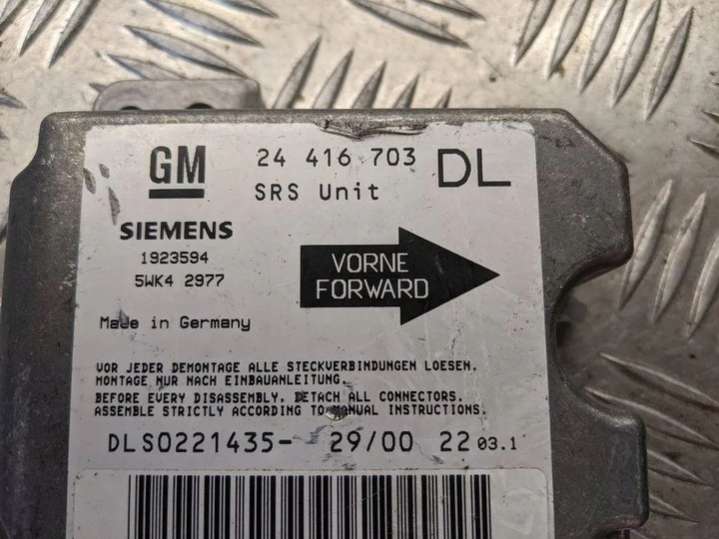 GM 24 416 703 DL
SRS Unit
SIEMENS
1923594
5WK4 2977
VORNE
FORWARD
Made in Germany
VOR JEDER DEMONTAGE ALLE STECKVERBINDUNGEN LOESEN.
MONTAGE NUR NACH EINBAUANLEITUNG.
BEFORE EVERY DISASSEMBLY, DETACH ALL CONNECTORS.
ASSEMBLE STRICTLY ACCORDING TO MANUAL INSTRUCTIONS.
DLS0221435- 29/00 22 03.1